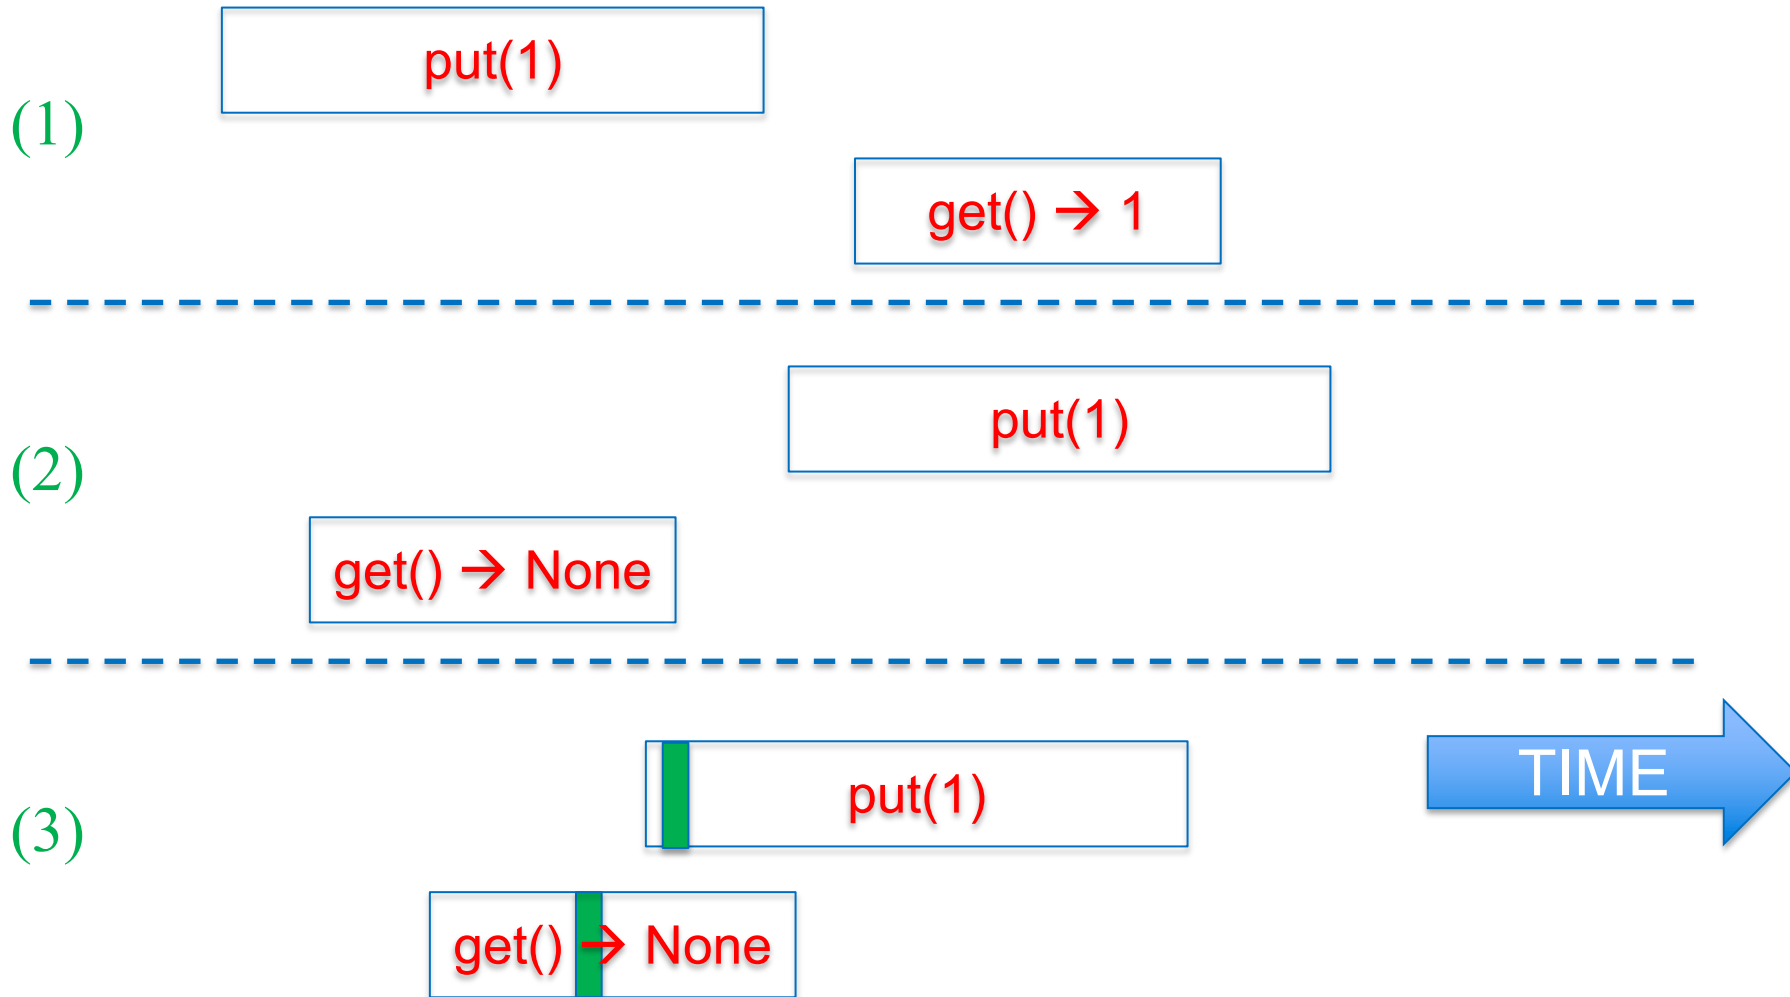 put(1)
(1)
get() → 1
put(1)
(2)
get() → None
TIME
put(1)
(3)
get() → None